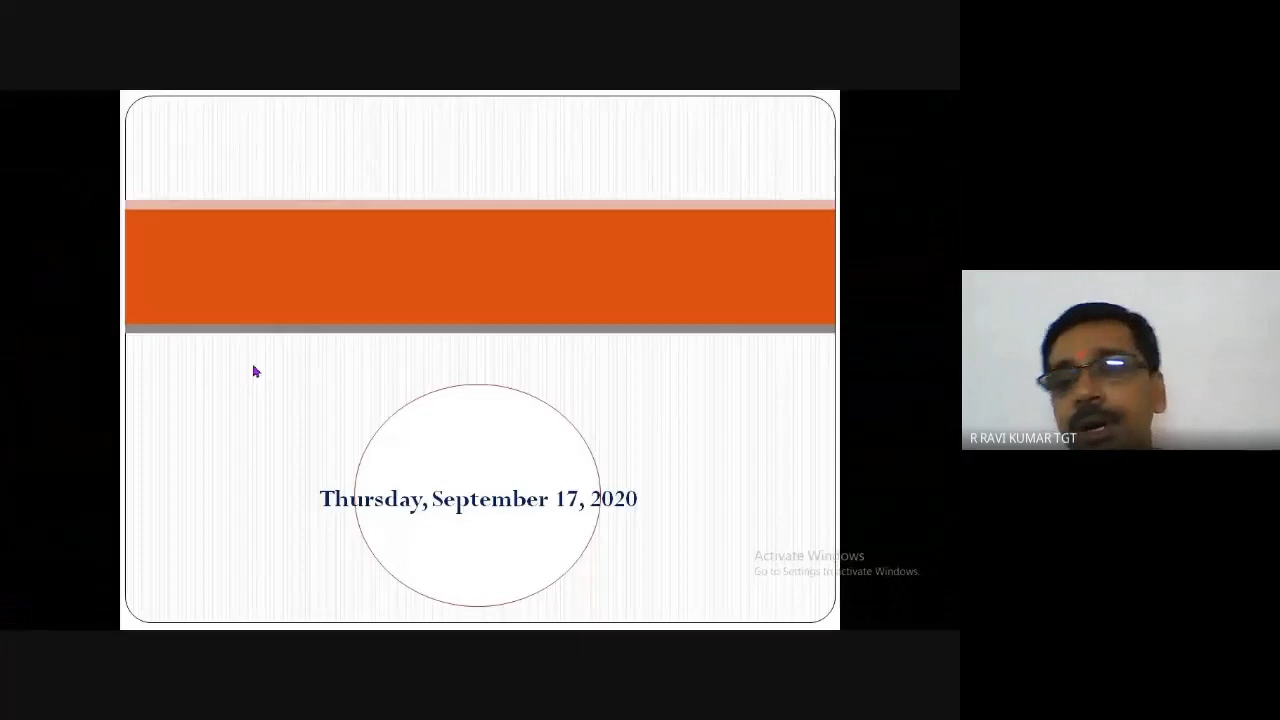 Thursday, September 17, 2020
Activate Windows
Go to Settings to activate Windows.
R RAVI KUMAR TGT